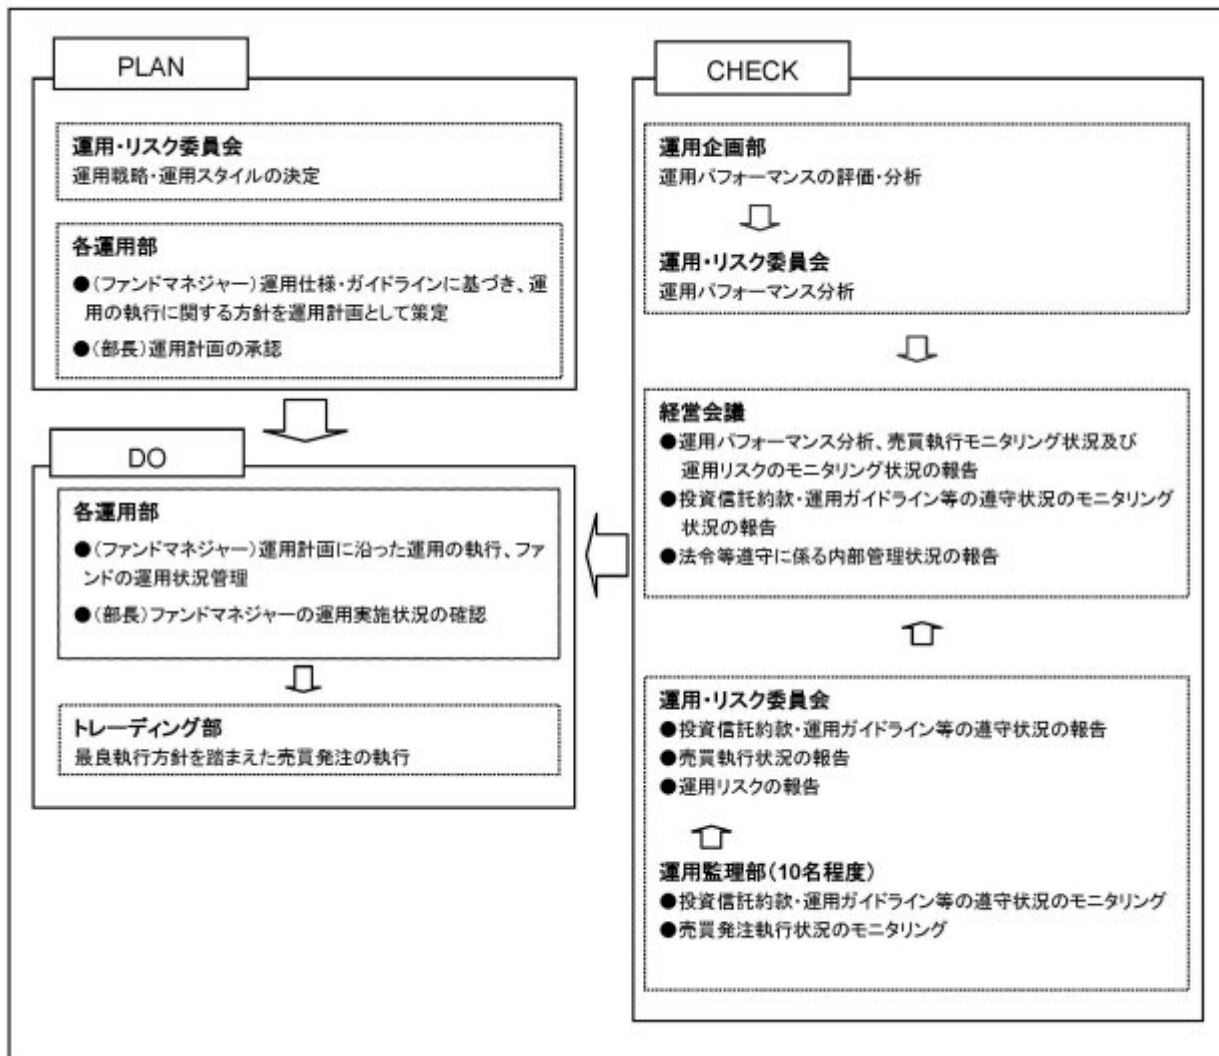 PLAN
運用・リスク委員会
運用戦略・運用スタイルの決定
各運用部
●(ファンドマネジャー)運用仕様・ガイドラインに基づき、運
用の執行に関する方針を運用計画として策定
●(部長)運用計画の承認
DO
各運用部
●(ファンドマネジャー)運用計画に沿った運用の執行、ファ
ンドの運用状況管理
●(部長)ファンドマネジャーの運用実施状況の確認
トレーディング部
最良執行方針を踏まえた売買発注の執行
CHECK
運用企画部
運用パフォーマンスの評価・分析
運用・リスク委員会
運用パフォーマンス分析
経営会議
●運用パフォーマンス分析、売買執行モニタリング状況及び
運用リスクのモニタリング状況の報告
●投資信託約款・運用ガイドライン等の遵守状況のモニタリング
状況の報告
●法令等遵守に係る内部管理状況の報告
運用・リスク委員会
●投資信託約款・運用ガイドライン等の遵守状況の報告
●売買執行状況の報告
●運用リスクの報告
運用監理部(10名程度)
●投資信託約款・運用ガイドライン等の遵守状況のモニタリング
●売買発注執行状況のモニタリング